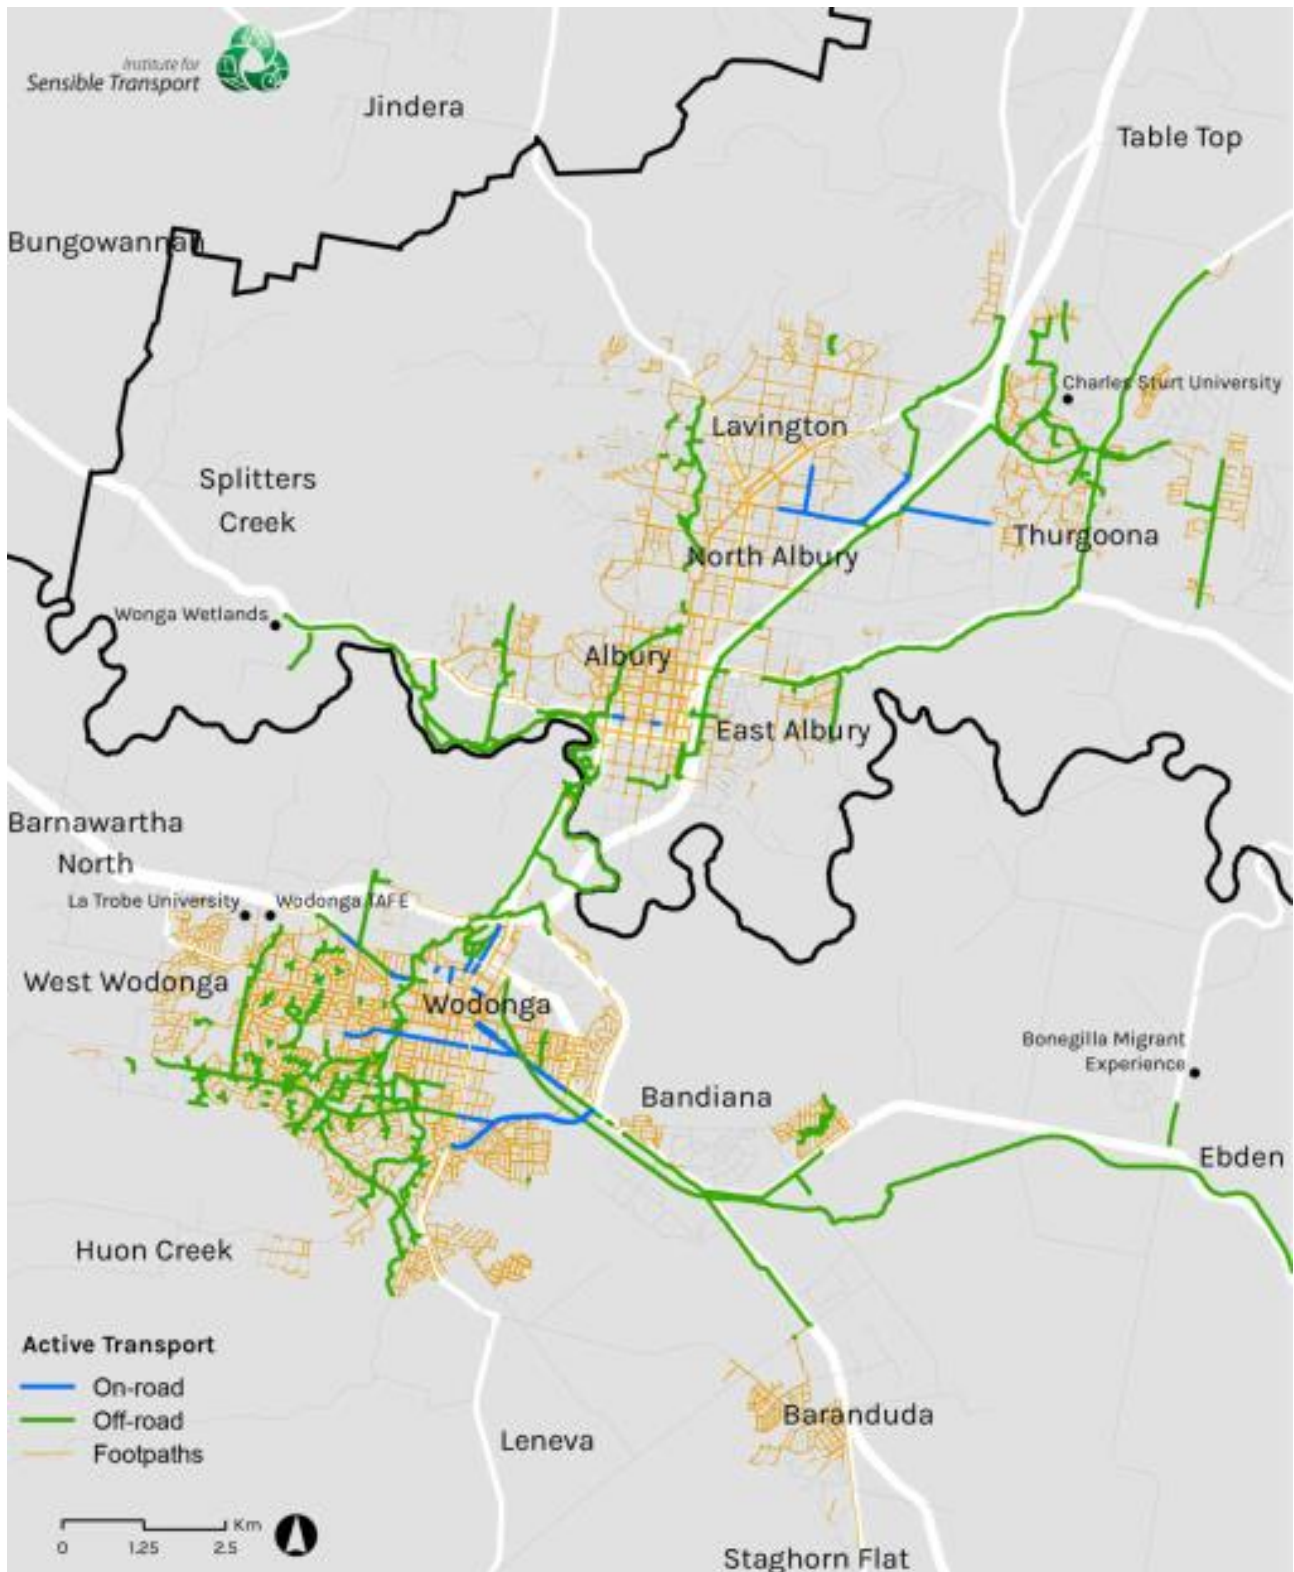 Institute for
Sensible Transport
Jindera
Table Top
Bungowannah
Charles Sturt University
Lavington
Splitters
Creek
Thurgoona
North Albury
Wonga Wetlands
Albury
East Albury
Barnawartha
North
La Trobe University
Wodonga TAFE
West Wodonga
Wodonga
Bonegilla Migrant
Experience
Bandiana
Ebden
Huon Creek
Active Transport
On-road
Off-road
Footpaths
Baranduda
Leneva
Km
0 1.25 2.5
Staghorn Flat